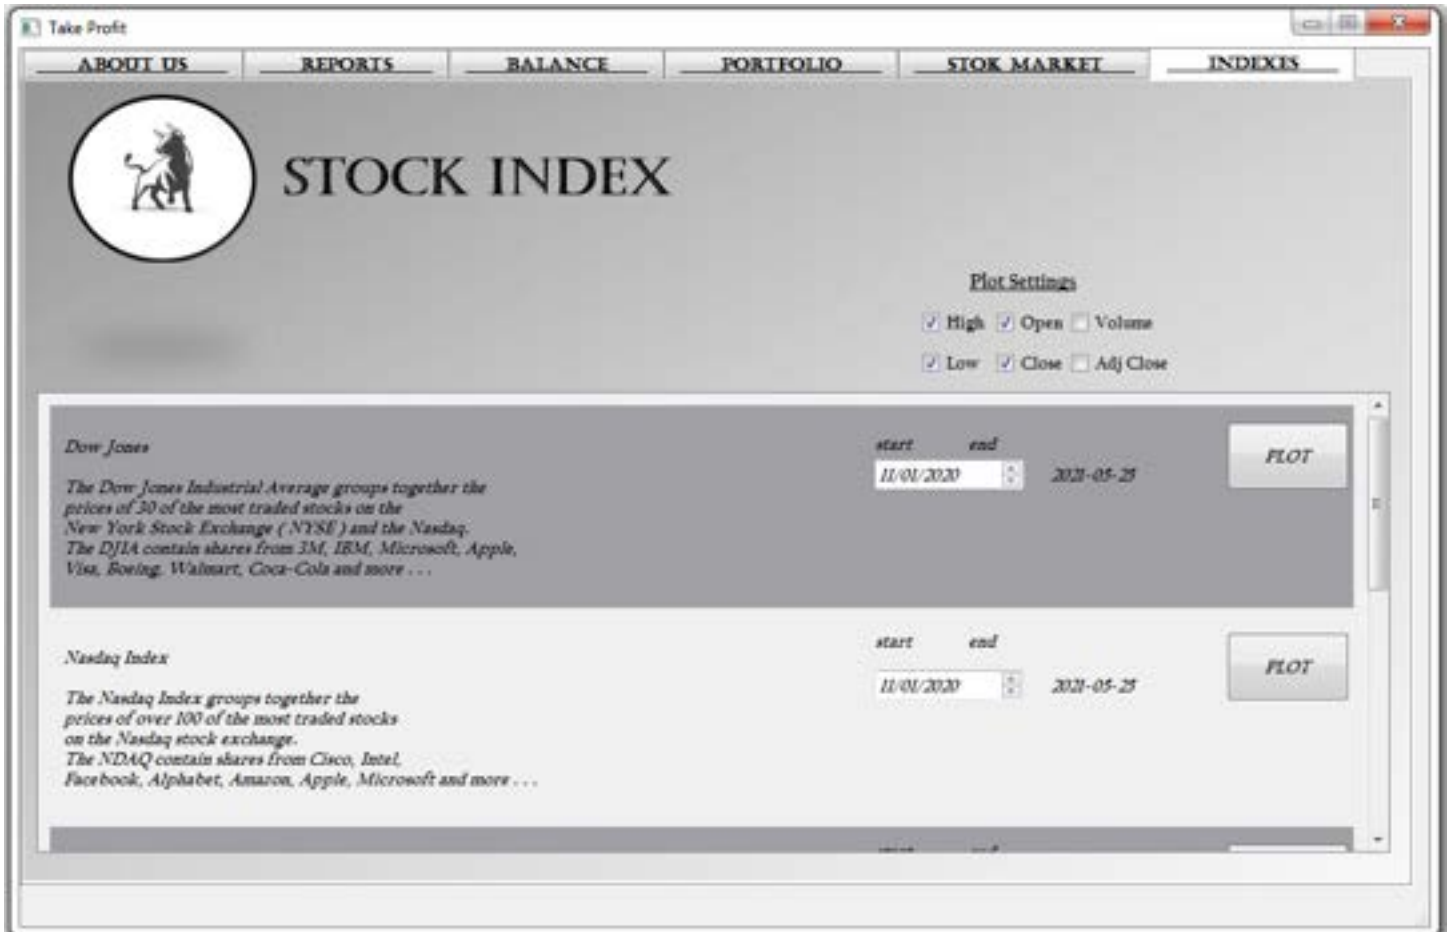 Take Profit
ABOUT US REPORTS BALANCE PORTFOLIO STOK MARKET INDEXES
STOCK INDEX
Plot Settings
High Open Volume
Low Close Adj Close
Dow Jones
start end
11/01/2020 2021-05-25 PLOT
The Dow Jones Industrial Average groups together the
prices of 30 of the most traded stocks on the
New York Stock Exchange ( NYSE ) and the Nasdaq.
The DJIA contain shares from 3M, IBM, Microsoft, Apple,
Visa, Boeing, Walmart, Coca-Cola and more . . .
Nasdaq Index
start end
11/01/2020 2021-05-25 PLOT
The Nasdaq Index groups together the
prices of over 100 of the most traded stocks
on the Nasdaq stock exchange.
The NDAQ contain shares from Cisco, Intel,
Facebook, Alphabet, Amazon, Apple, Microsoft and more . . .